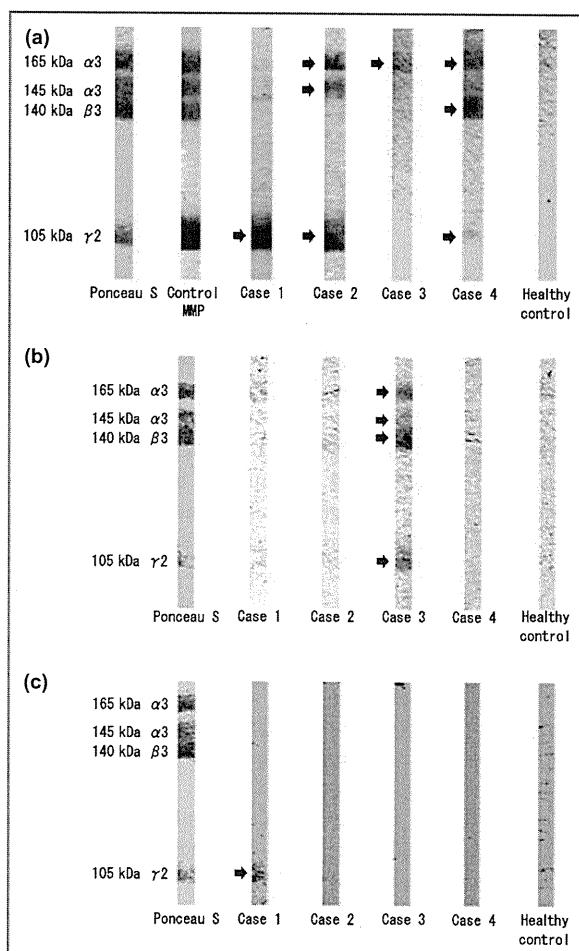 (a)
165 kDa α3
145 kDa α3
140 kDa β3
105 kDa γ2
Ponceau S Control MMP Case 1 Case 2 Case 3 Case 4 Healthy control
(b)
165 kDa α3
145 kDa α3
140 kDa β3
105 kDa γ2
Ponceau S Case 1 Case 2 Case 3 Case 4 Healthy control
(c)
165 kDa α3
145 kDa α3
140 kDa β3
105 kDa γ2
Ponceau S Case 1 Case 2 Case 3 Case 4 Healthy control